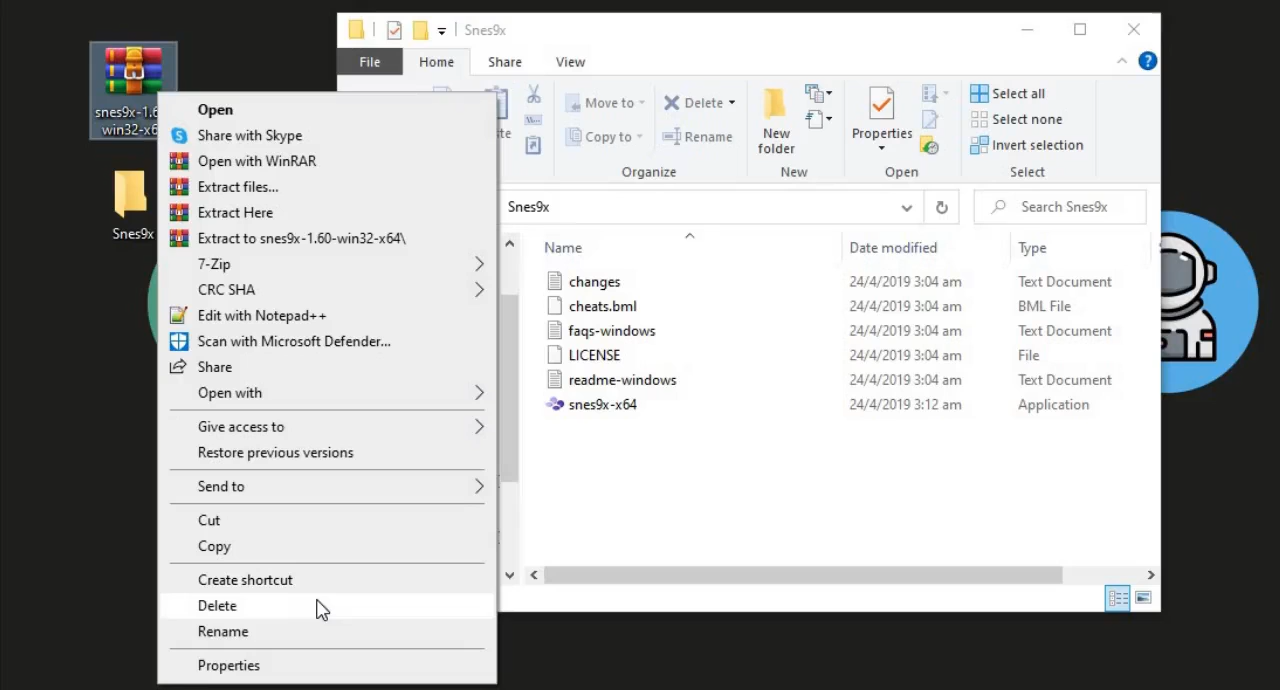 snes9x-1.6
win32-x6
Snes9x
Open
Share with Skype
Open with WinRAR
Extract files...
Extract Here
Extract to snes9x-1.60-win32-x64\
7-Zip
CRC SHA
Edit with Notepad++
Scan with Microsoft Defender...
Share
Open with
Give access to
Restore previous versions
Send to
Cut
Copy
Create shortcut
Delete
Rename
Properties
Snes9x
File Home Share View
Move to Delete
Copy to Rename
New
folder
Properties
Select all
Select none
Invert selection
Organize New Open Select
Snes9x
Search Snes9x
Name Date modified Type
changes 24/4/2019 3:04 am Text Document
cheats.bml 24/4/2019 3:04 am BML File
faqs-windows 24/4/2019 3:04 am Text Document
LICENSE 24/4/2019 3:04 am File
readme-windows 24/4/2019 3:04 am Text Document
snes9x-x64 24/4/2019 3:12 am Application